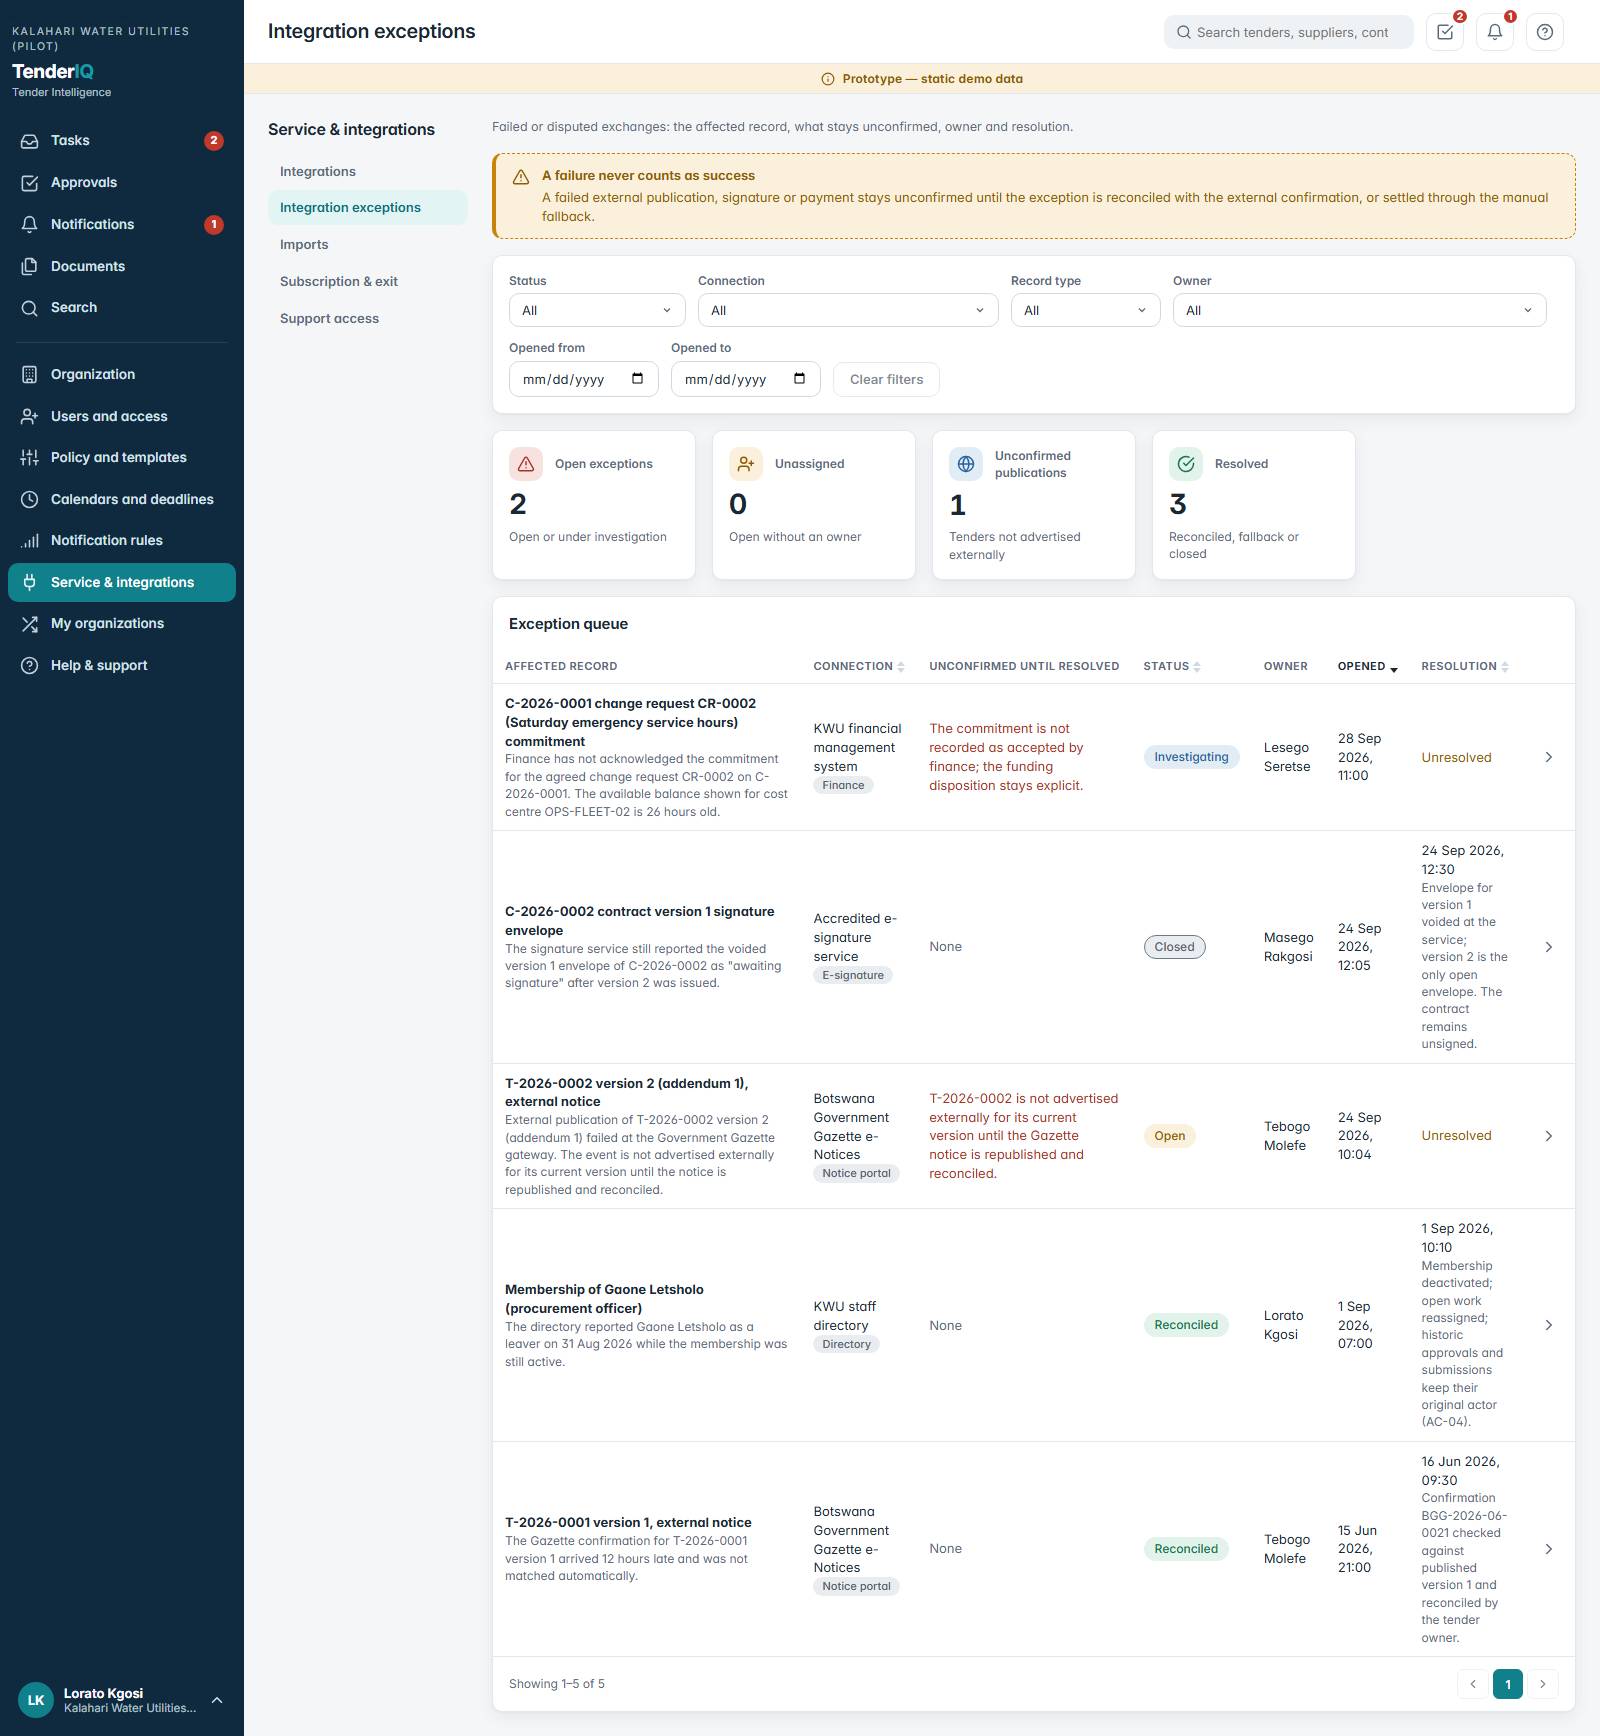 KALAHARI WATER UTILITIES
(PILOT)
TenderIQ
Tender Intelligence
Tasks
2
Approvals
Notifications
1
Documents
Search
Organization
Users and access
Policy and templates
Calendars and deadlines
Notification rules
Service & integrations
My organizations
Help & support
LK
Lorato Kgosi
Kalahari Water Utilities...
Integration exceptions
Search tenders, suppliers, cont
2
1
Prototype — static demo data
Service & integrations
Integrations
Integration exceptions
Imports
Subscription & exit
Support access
Failed or disputed exchanges: the affected record, what stays unconfirmed, owner and resolution.
A failure never counts as success
A failed external publication, signature or payment stays unconfirmed until the exception is reconciled with the external confirmation, or settled through the manual
fallback.
Status
Connection
Record type
Owner
All
All
All
All
Opened from
Opened to
mm/dd/yyyy
mm/dd/yyyy
Clear filters
Open exceptions
2
Open or under investigation
Unassigned
0
Open without an owner
Unconfirmed
publications
1
Tenders not advertised
externally
Resolved
3
Reconciled, fallback or
closed
Exception queue
AFFECTED RECORD
CONNECTION
UNCONFIRMED UNTIL RESOLVED
STATUS
OWNER
OPENED
RESOLUTION
C-2026-0001 change request CR-0002
(Saturday emergency service hours)
commitment
Finance has not acknowledged the commitment
for the agreed change request CR-0002 on C-
2026-0001. The available balance shown for cost
centre OPS-FLEET-02 is 26 hours old.
KWU financial
management
system
Finance
The commitment is not
recorded as accepted by
finance; the funding
disposition stays explicit.
Investigating
Lesego
Seretse
28 Sep
2026,
11:00
Unresolved
C-2026-0002 contract version 1 signature
envelope
The signature service still reported the voided
version 1 envelope of C-2026-0002 as "awaiting
signature" after version 2 was issued.
Accredited e-
signature
service
E-signature
None
Closed
Masego
Rakgosi
24 Sep
2026,
12:05
24 Sep 2026,
12:30
Envelope for
version 1
voided at the
service;
version 2 is the
only open
envelope. The
contract
remains
unsigned.
T-2026-0002 version 2 (addendum 1),
external notice
External publication of T-2026-0002 version 2
(addendum 1) failed at the Government Gazette
gateway. The event is not advertised externally
for its current version until the notice is
republished and reconciled.
Botswana
Government
Gazette e-
Notices
Notice portal
T-2026-0002 is not advertised
externally for its current
version until the Gazette
notice is republished and
reconciled.
Open
Tebogo
Molefe
24 Sep
2026,
10:04
Unresolved
Membership of Gaone Letsholo
(procurement officer)
The directory reported Gaone Letsholo as a
leaver on 31 Aug 2026 while the membership was
still active.
KWU staff
directory
Directory
None
Reconciled
Lorato
Kgosi
1 Sep
2026,
07:00
1 Sep 2026,
10:10
Membership
deactivated;
open work
reassigned;
historic
approvals and
submissions
keep their
original actor
(AC-04).
T-2026-0001 version 1, external notice
The Gazette confirmation for T-2026-0001
version 1 arrived 12 hours late and was not
matched automatically.
Botswana
Government
Gazette e-
Notices
Notice portal
None
Reconciled
Tebogo
Molefe
15 Jun
2026,
21:00
16 Jun 2026,
09:30
Confirmation
BGG-2026-06-
0021 checked
against
published
version 1 and
reconciled by
the tender
owner.
Showing 1–5 of 5
1